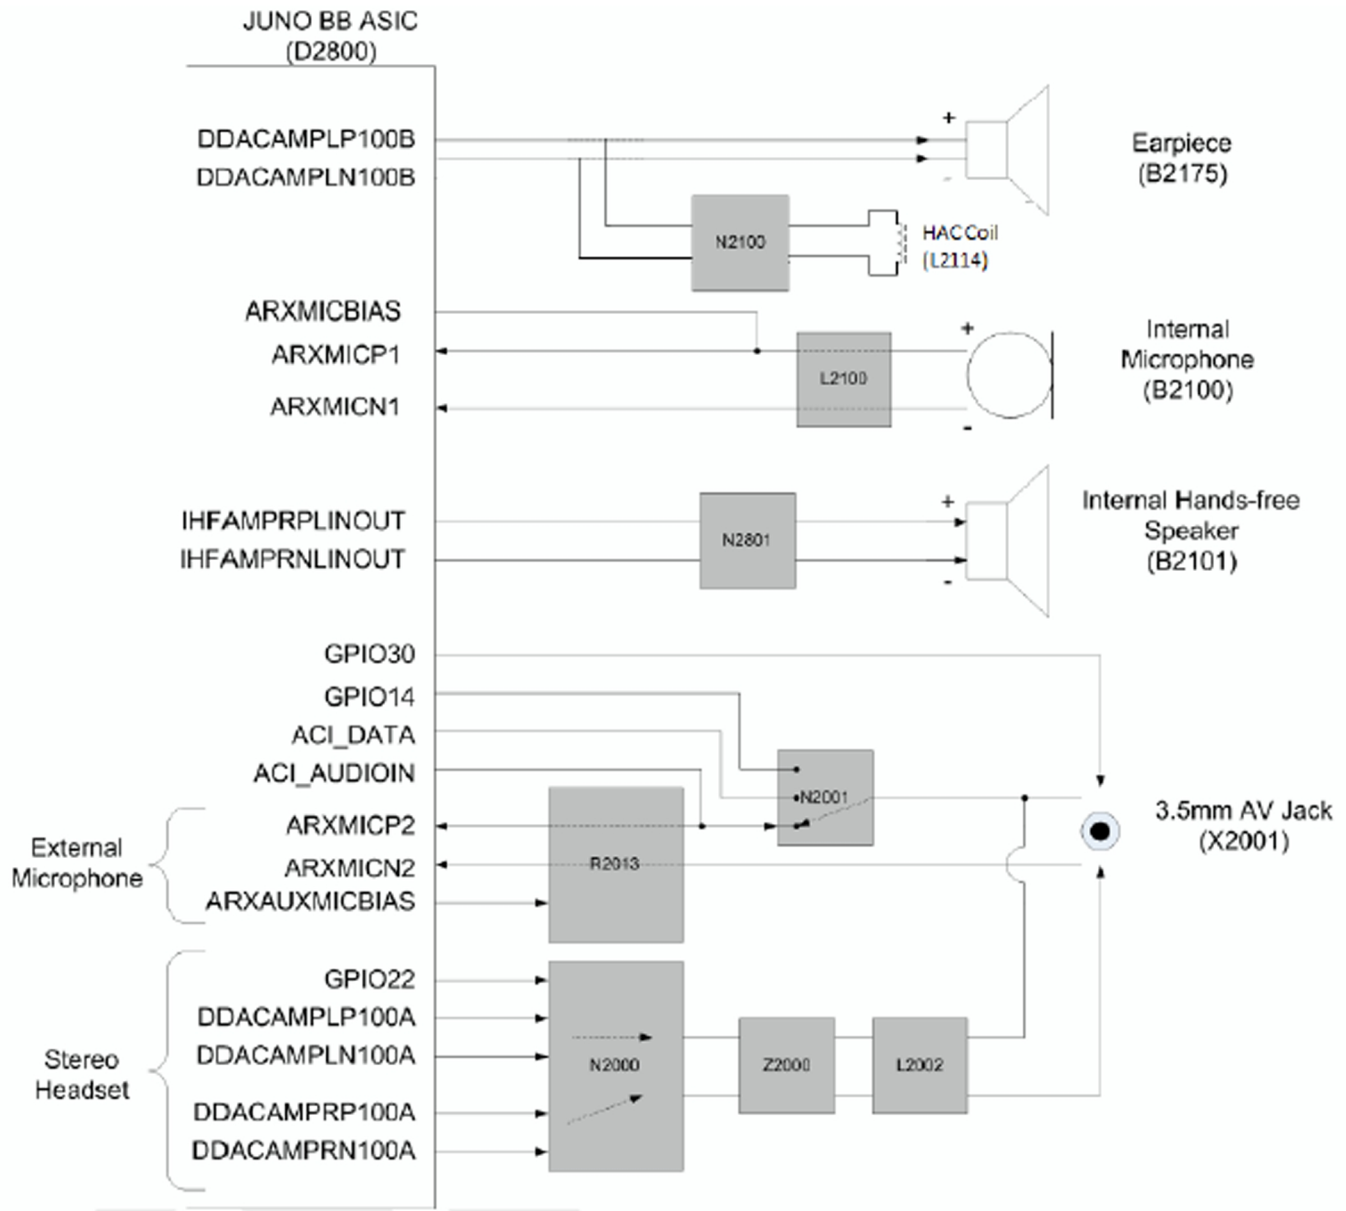 JUNO BB ASIC
(D2800)
DDACAMPLP100B
DDACAMPLN100B
+
-
Earpiece
(B2175)
N2100
HAC Coil
(L2114)
ARXMICBIAS
ARXMICP1
ARXMICN1
L2100
+
-
Internal
Microphone
(B2100)
IHFAMPRPLINOUT
IHFAMPRNLINOUT
N2801
+
-
Internal Hands-free
Speaker
(B2101)
GPIO30
GPIO14
ACI_DATA
ACI_AUDIOIN
N2001
3.5mm AV Jack
(X2001)
External
Microphone
ARXMICP2
ARXMICN2
ARXAUXMICBIAS
R2013
Stereo
Headset
GPIO22
DDACAMPLP100A
DDACAMPLN100A
DDACAMPRP100A
DDACAMPRN100A
N2000
Z2000
L2002